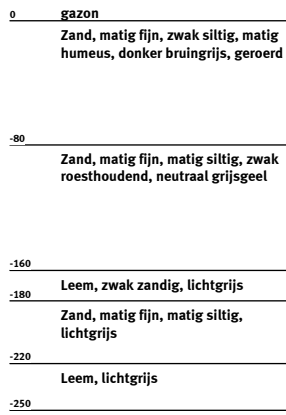 0 gazon
Zand, matig fijn, zwak siltig, matig
humeus, donker bruingrijs, geroerd
-80
Zand, matig fijn, matig siltig, zwak
roesthoudend, neutraal grijsgeel
-160
Leem, zwak zandig, lichtgrijs
-180
Zand, matig fijn, matig siltig,
lichtgrijs
-220
Leem, lichtgrijs
-250